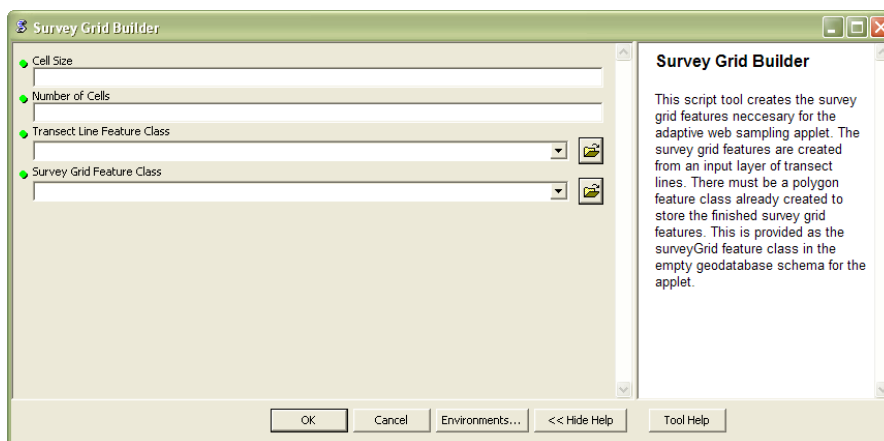 Survey Grid Builder
Cell Size
Number of Cells
Transect Line Feature Class
Survey Grid Feature Class
Survey Grid Builder
This script tool creates the survey
grid features neccesary for the
adaptive web sampling applet. The
survey grid features are created
from an input layer of transect
lines. There must be a polygon
feature class already created to
store the finished survey grid
features. This is provided as the
surveyGrid feature class in the
empty geodatabase schema for the
applet.
OK
Cancel
Environments...
<< Hide Help
Tool Help